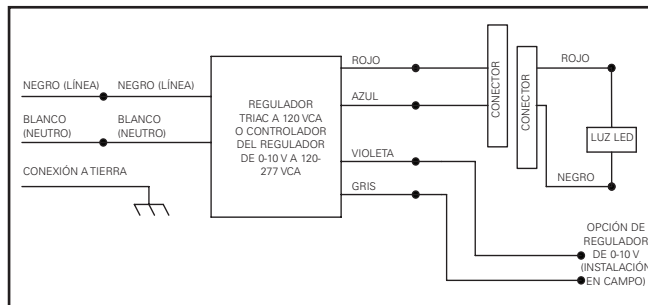 NEGRO (LÍNEA)
NEGRO (LÍNEA)
BLANCO
(NEUTRO)
BLANCO
(NEUTRO)
CONEXIÓN A TIERRA
REGULADOR
TRIAC A 120 VCA
O CONTROLADOR
DEL REGULADOR
DE 0-10 V A 120-
277 VCA
ROJO
AZUL
VIOLETA
GRIS
CONECTOR
CONECTOR
ROJO
LUZ LED
NEGRO
OPCIÓN DE
REGULADOR
DE 0-10 V
(INSTALACIÓN
EN CAMPO)